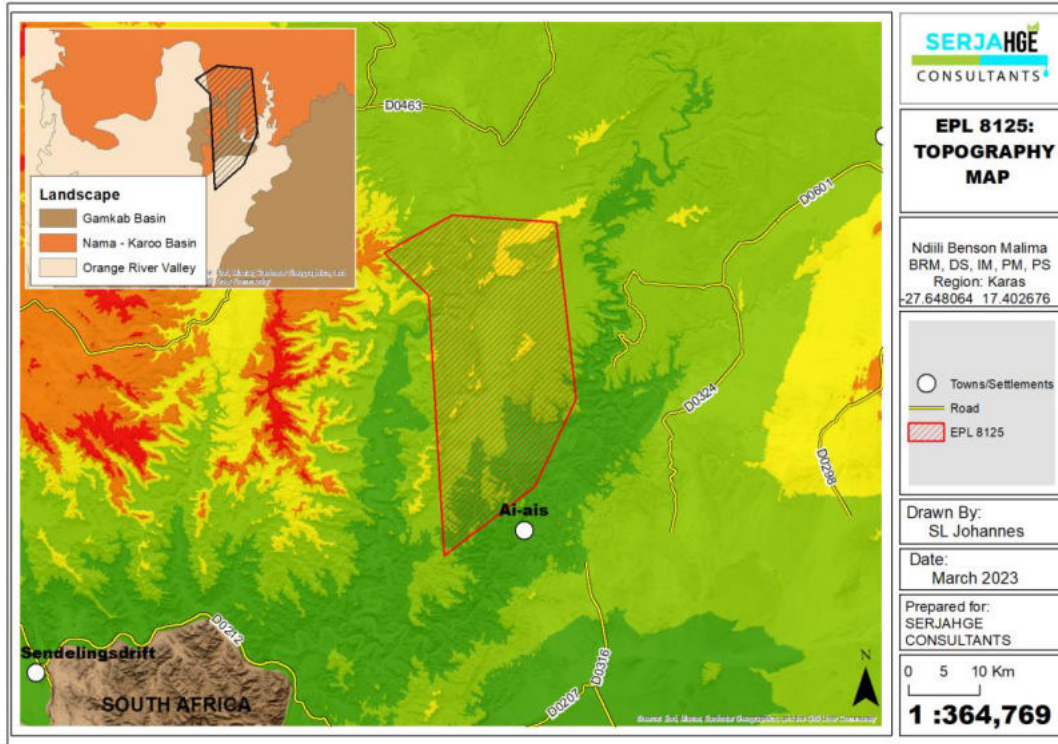 D0463
D0601
D0324
D0298
Ai-ais
D0212
Sendelingsdrift
SOUTH AFRICA
D0207
D0316
N
Landscape
Gamkab Basin
Nama - Karoo Basin
Orange River Valley
SERJAHGE
CONSULTANTS
EPL 8125:
TOPOGRAPHY
MAP
Ndiili Benson Malima
BRM, DS, IM, PM, PS
Region: Karas
-27.648064 17.402676
Towns/Settlements
Road
EPL 8125
Drawn By:
SL Johannes
Date:
March 2023
Prepared for:
SERJAHGE
CONSULTANTS
0 5 10 Km
1 :364,769